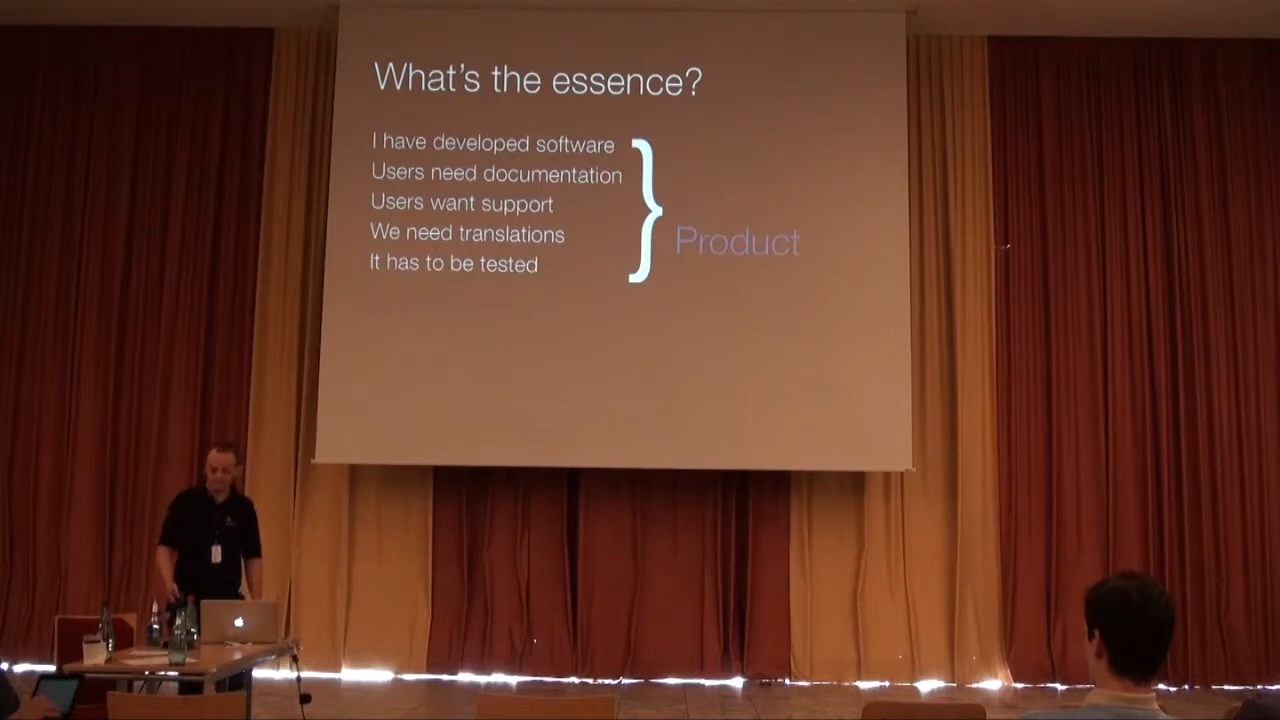 What's the essence?
I have developed software
Users need documentation
Users want support
We need translations
It has to be tested
Product